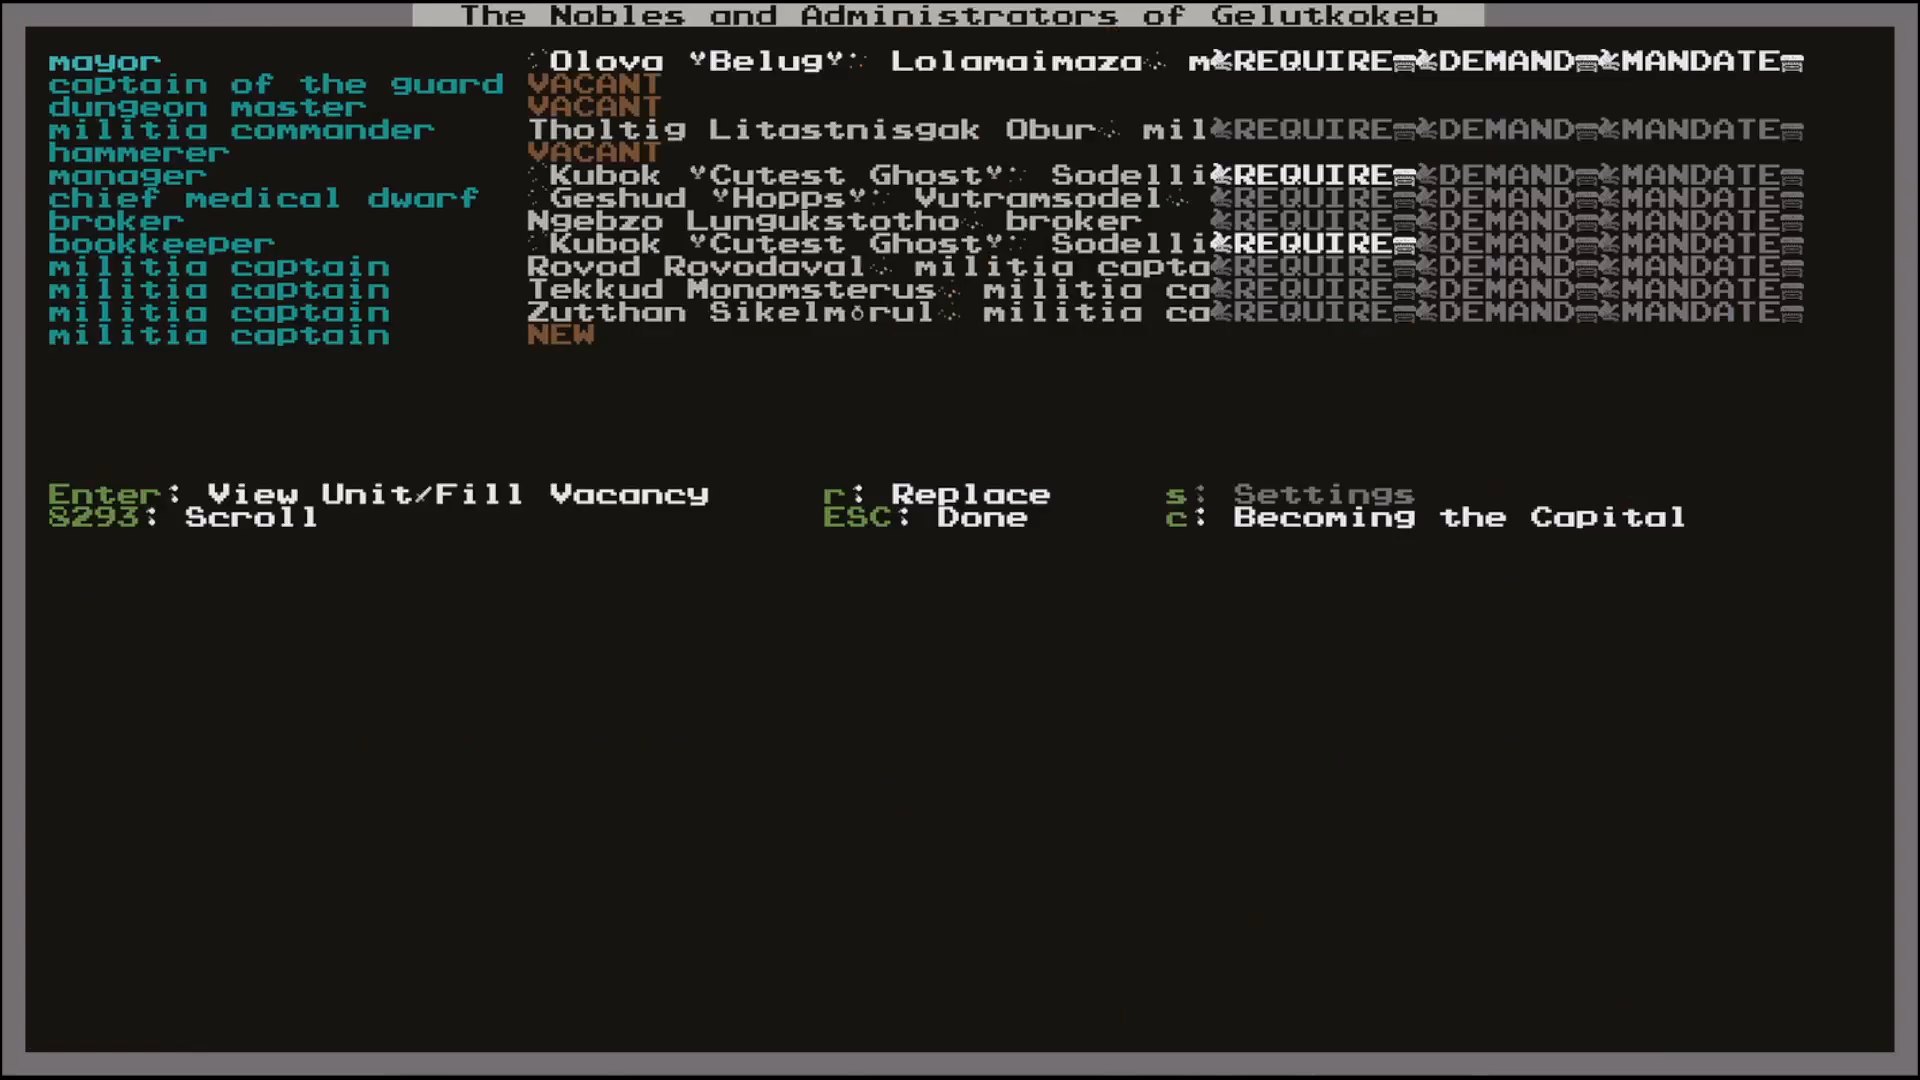 The Nobles and Administrators of Gelutkokeb
mayor Olova "Belug" Lolamaimaza m REQUIRE DEMAND MANDATE
captain of the guard VACANT
dungeon master VACANT
militia commander Tholtig Litastnisgak Obur mil REQUIRE DEMAND MANDATE
hammerer VACANT
manager Kubok "Cutest Ghost" Sodelli REQUIRE DEMAND MANDATE
chief medical dwarf Geshud "Hopps" Vutramsodel REQUIRE DEMAND MANDATE
broker Ngebzo Lungukstotho broker REQUIRE DEMAND MANDATE
bookkeeper Kubok "Cutest Ghost" Sodelli REQUIRE DEMAND MANDATE
militia captain Rovod Rovodaval militia capta REQUIRE DEMAND MANDATE
militia captain Tekkud Monomsterus militia ca REQUIRE DEMAND MANDATE
militia captain Zutthan Sikelmòrul militia ca REQUIRE DEMAND MANDATE
militia captain NEW
Enter: View Unit/Fill Vacancy r: Replace s: Settings
8293: Scroll ESC: Done c: Becoming the Capital